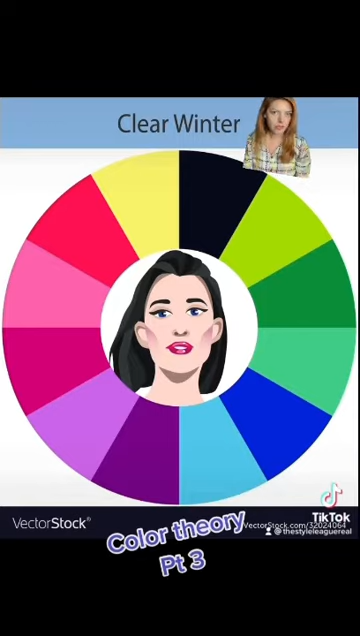 Clear Winter
VectorStock®
VectorStock.com/32024064
TikTok
@thestyleleaguereal
Color theory
Pt 3